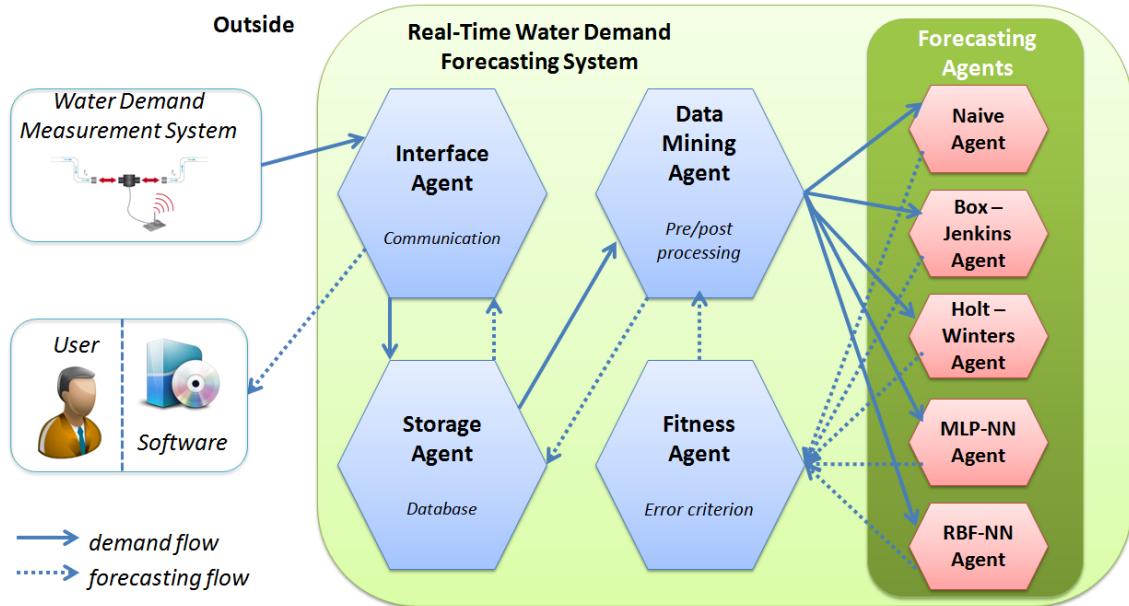 Outside
Real-Time Water Demand
Forecasting System
Forecasting
Agents
Water Demand
Measurement System
Interface
Agent
Communication
Data
Mining
Agent
Pre/post
processing
Naive
Agent
Box –
Jenkins
Agent
Holt –
Winters
Agent
MLP-NN
Agent
RBF-NN
Agent
User
Software
Storage
Agent
Database
Fitness
Agent
Error criterion
demand flow
forecasting flow